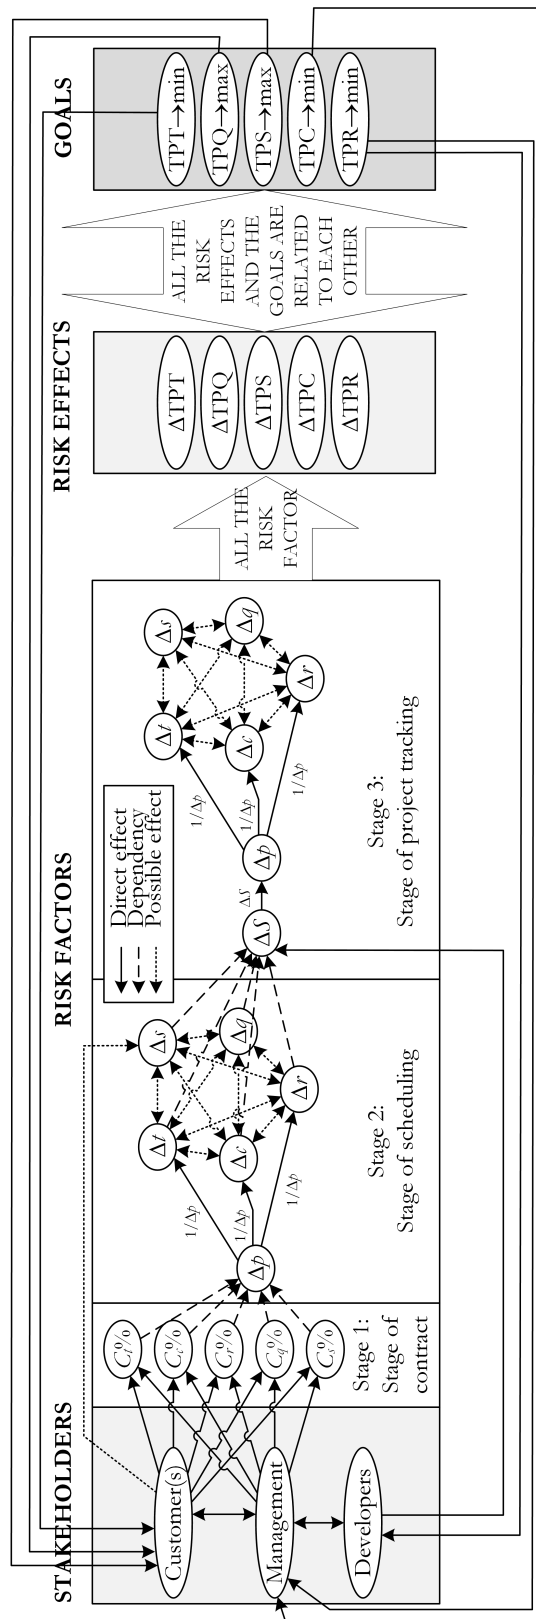 STAKEHOLDERS
RISK FACTORS
RISK EFFECTS
GOALS
Customer(s)
Management
Developers
Ct%
Cc%
Cr%
Cq%
Cs%
Stage 1:
Stage of
contract
Δp
1/Δp
1/Δp
1/Δp
Δt
Δs
Δc
Δq
Δr
Stage 2:
Stage of scheduling
Direct effect
Dependency
Possible effect
ΔS
ΔS
Δp
1/Δp
1/Δp
1/Δp
Δt
Δs
Δc
Δq
Δr
Stage 3:
Stage of project tracking
ALL THE
RISK
FACTOR
ΔTPT
ΔTPQ
ΔTPS
ΔTPC
ΔTPR
ALL THE
RISK
EFFECTS
AND THE
GOALS ARE
RELATED
TO EACH
OTHER
TPT→min
TPQ→max
TPS→max
TPC→min
TPR→min